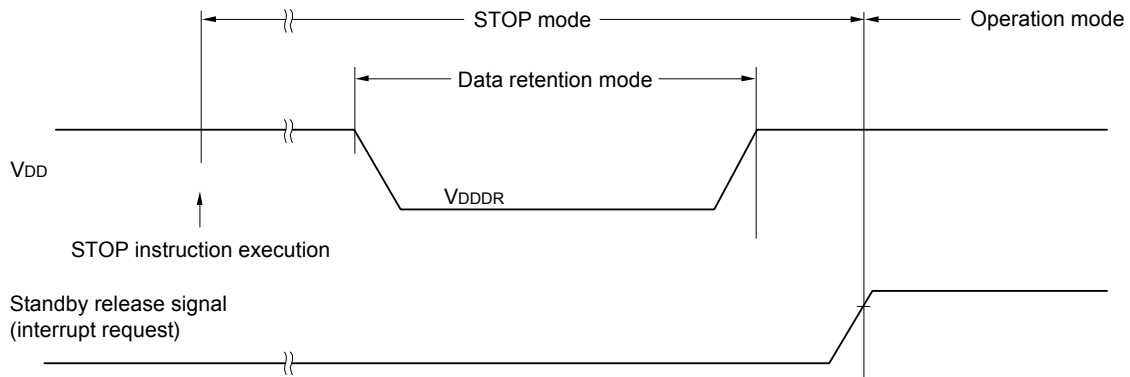 STOP mode
Operation mode
Data retention mode
VDD
VDDDR
STOP instruction execution
Standby release signal
(interrupt request)